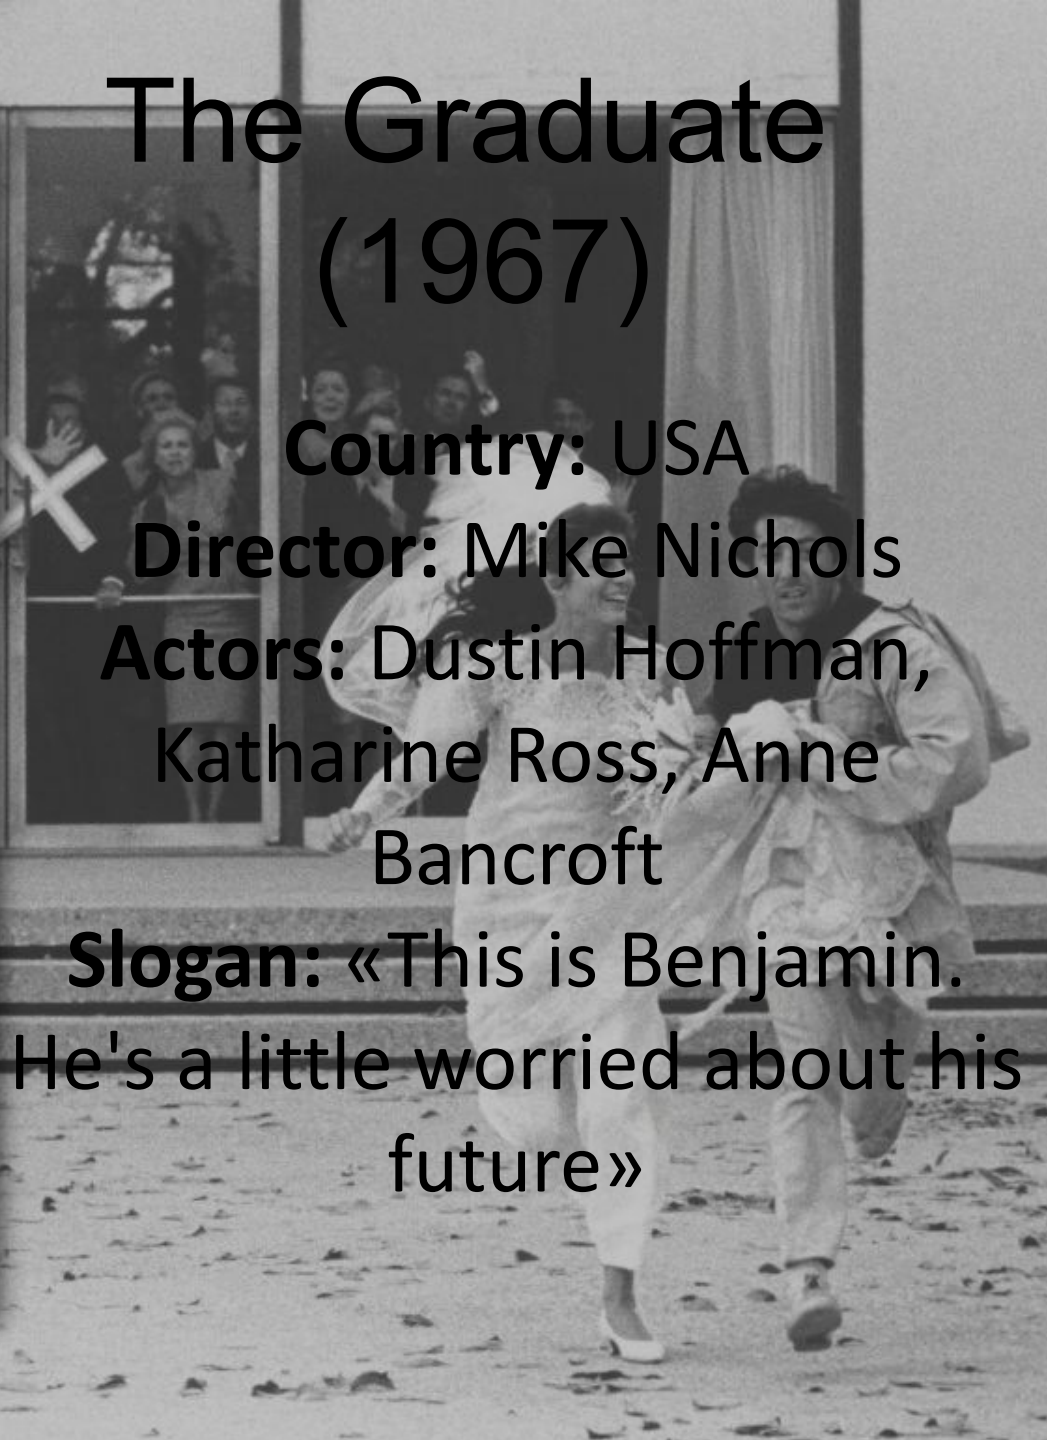 The Graduate
(1967)
Country: USA
Director: Mike Nichols
Actors: Dustin Hoffman,
Katharine Ross, Anne
Bancroft
Slogan: «This is Benjamin.
He's a little worried about his
future»